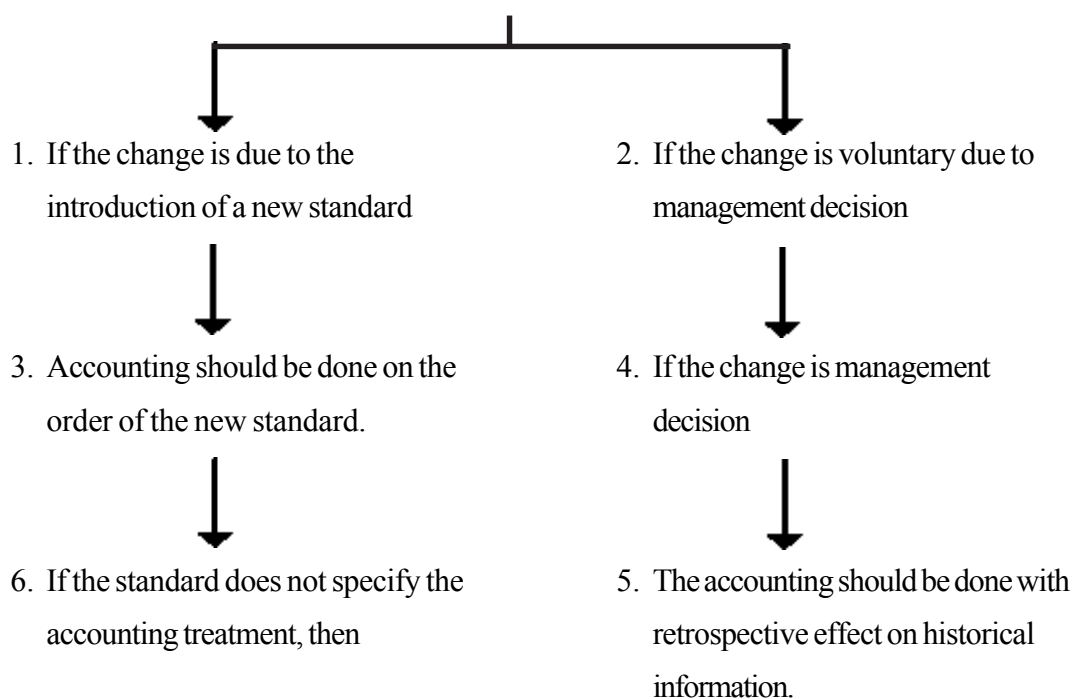 1. If the change is due to the
introduction of a new standard
2. If the change is voluntary due to
management decision
3. Accounting should be done on the
order of the new standard.
4. If the change is management
decision
6. If the standard does not specify the
accounting treatment, then
5. The accounting should be done with
retrospective effect on historical
information.